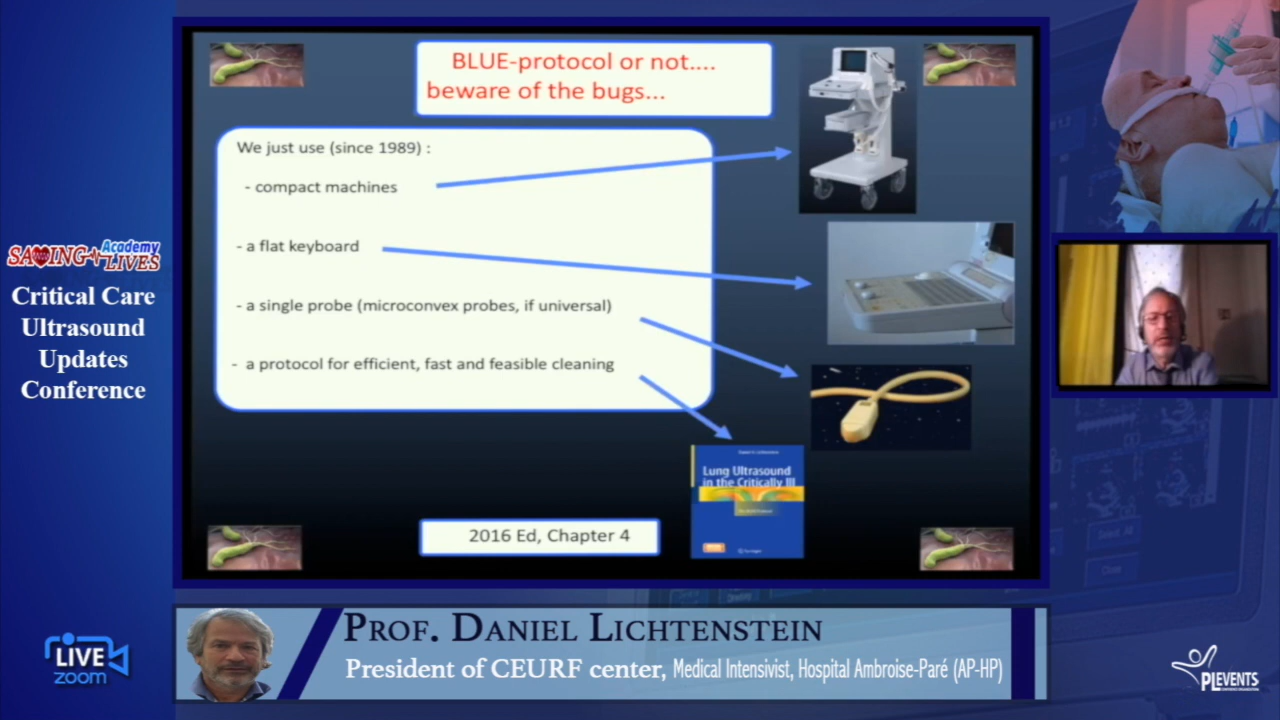 BLUE-protocol or not....
beware of the bugs...
We just use (since 1989) :
- compact machines
- a flat keyboard
- a single probe (microconvex probes, if universal)
- a protocol for efficient, fast and feasible cleaning
Lung Ultrasound
in the Critically Ill
Springer
2016 Ed, Chapter 4
SAVING LIVES Academy
Critical Care
Ultrasound
Updates
Conference
LIVE
zoom
PROF. DANIEL LICHTENSTEIN
President of CEURF center, Medical Intensivist, Hospital Ambroise-Paré (AP-HP)
PLEVENTS